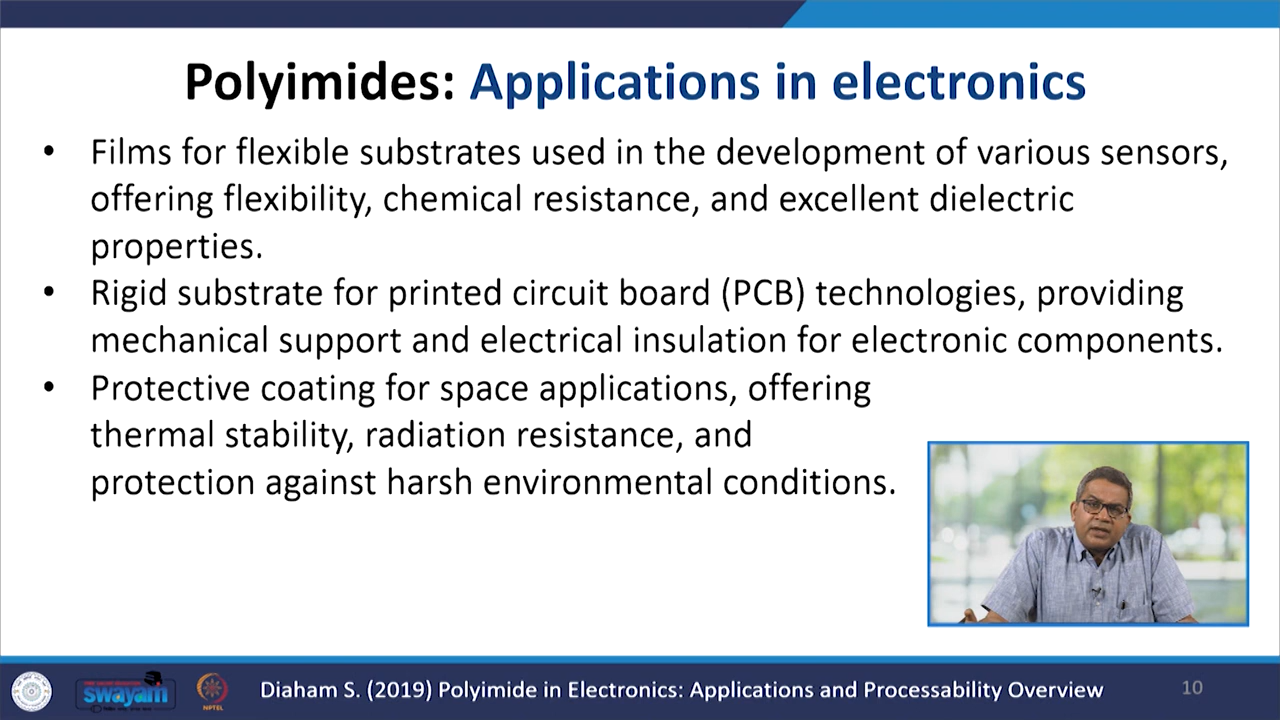 Polyimides: Applications in electronics
• Films for flexible substrates used in the development of various sensors,
offering flexibility, chemical resistance, and excellent dielectric
properties.
• Rigid substrate for printed circuit board (PCB) technologies, providing
mechanical support and electrical insulation for electronic components.
• Protective coating for space applications, offering
thermal stability, radiation resistance, and
protection against harsh environmental conditions.
swayam
NPTEL
Diaham S. (2019) Polyimide in Electronics: Applications and Processability Overview
10